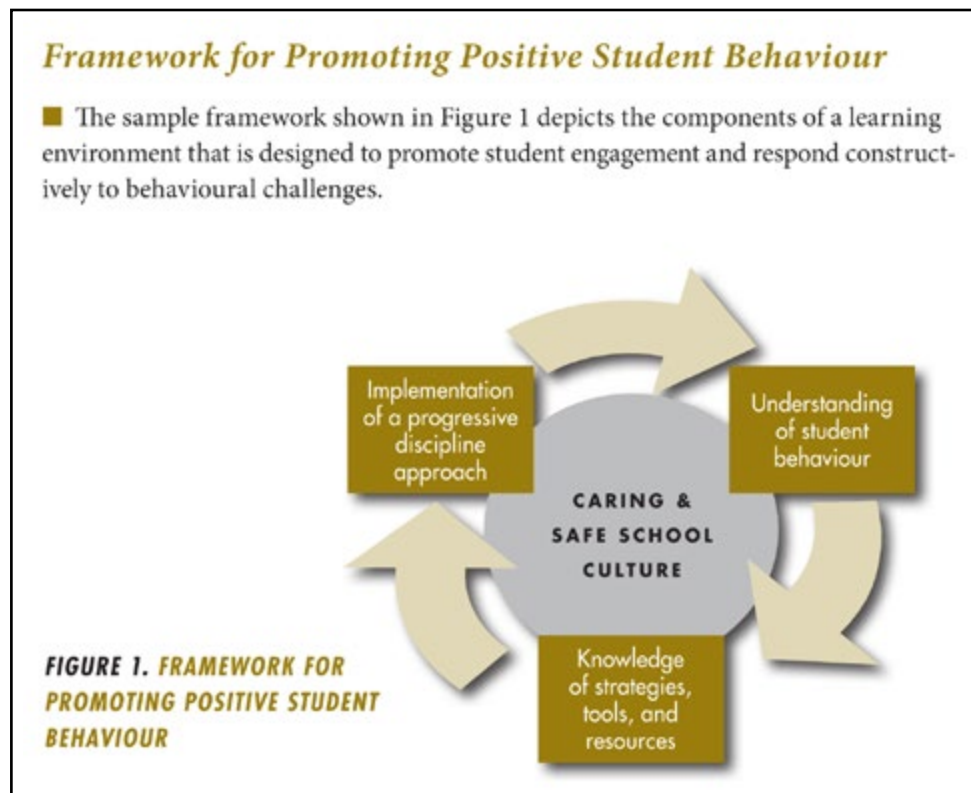 Framework for Promoting Positive Student Behaviour
The sample framework shown in Figure 1 depicts the components of a learning
environment that is designed to promote student engagement and respond construct-
ively to behavioural challenges.
Implementation
of a progressive
discipline
approach
Understanding
of student
behaviour
CARING &
SAFE SCHOOL
CULTURE
Knowledge
of strategies,
tools, and
resources
FIGURE 1. FRAMEWORK FOR
PROMOTING POSITIVE STUDENT
BEHAVIOUR